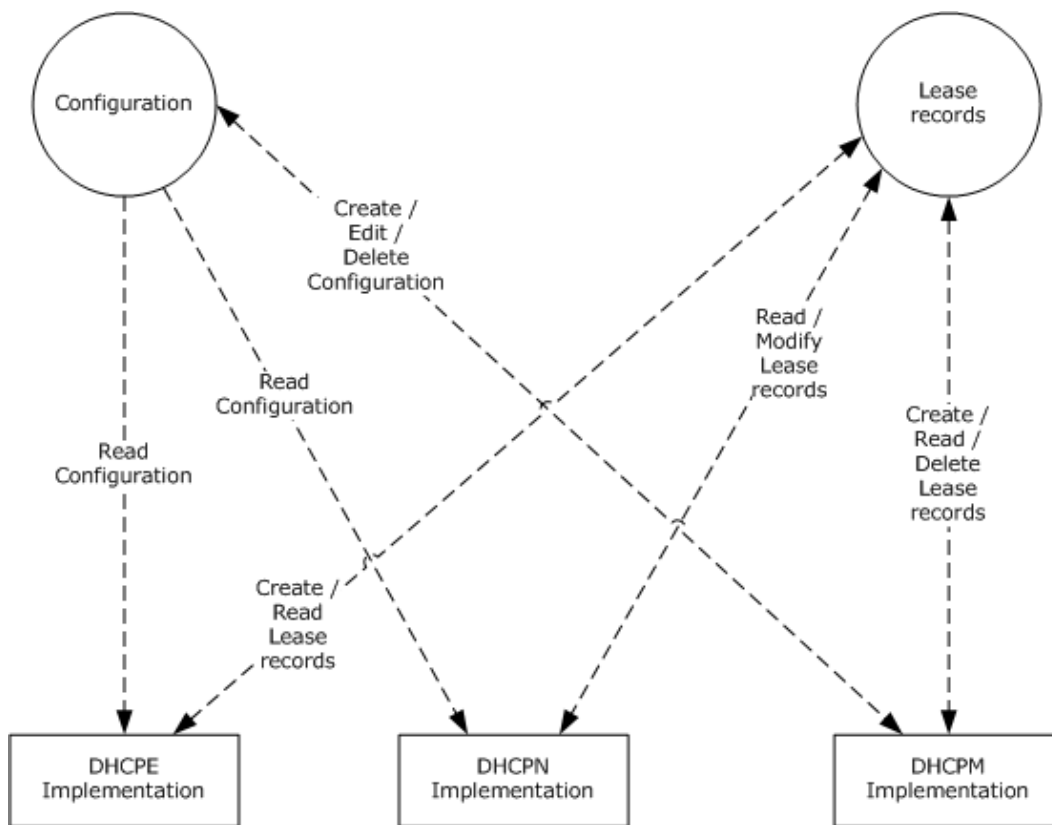 Configuration
Lease
records
Create /
Edit /
Delete
Configuration
Read /
Modify
Lease
records
Read
Configuration
Create /
Read /
Delete
Lease
records
Read
Configuration
Create /
Read
Lease
records
DHCPE
Implementation
DHCPN
Implementation
DHCPM
Implementation